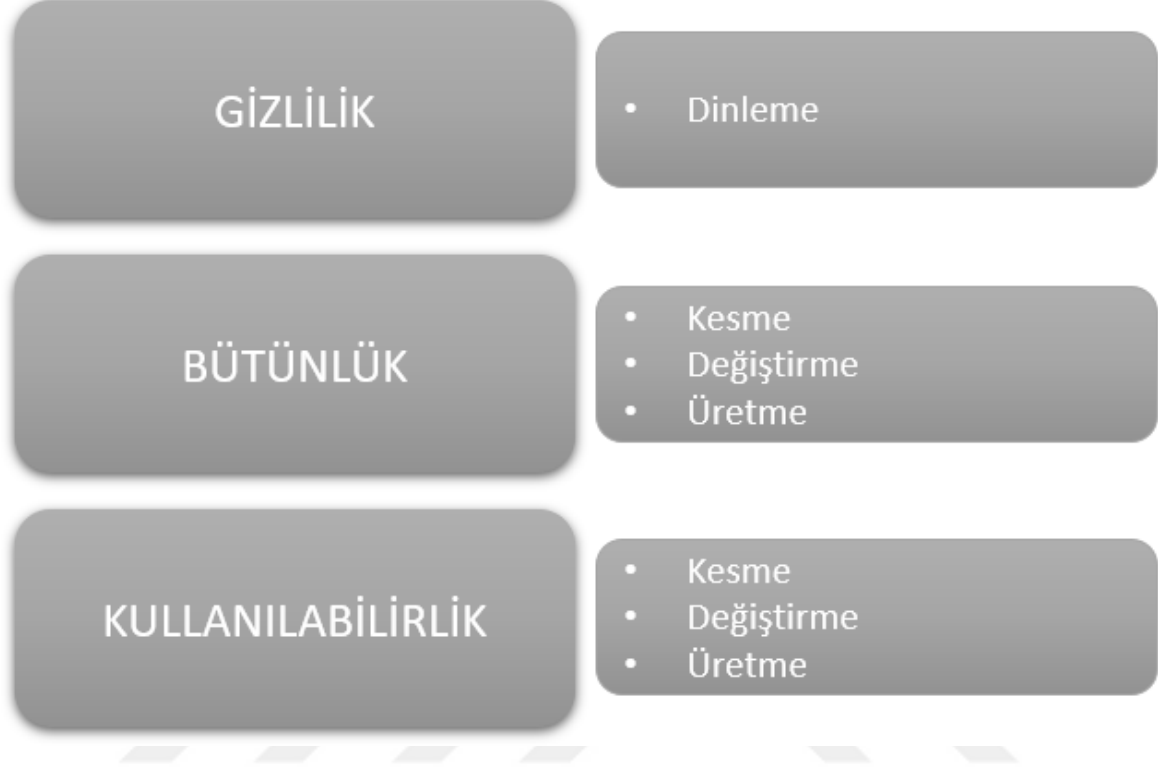 GİZLİLİK
• Dinleme
BÜTÜNLÜK
• Kesme
• Değiştirme
• Üretme
KULLANILABİLİRLİK
• Kesme
• Değiştirme
• Üretme